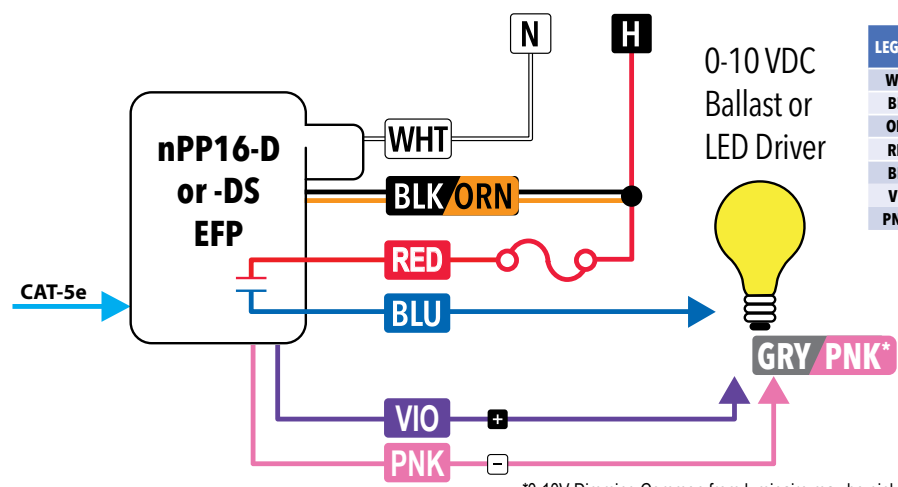 N
H
0-10 VDC
Ballast or
LED Driver
nPP16-D
or -DS
EFP
WHT
BLK/ORN
RED
BLU
CAT-5e
GRY/PNK*
VIO
+
PNK
−